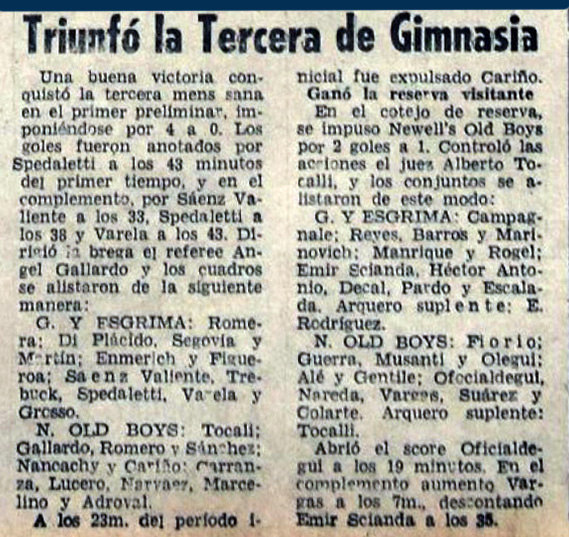 Triunfó la Tercera de Gimnasia
Una buena victoria con-
quistó la tercera mens sana
en el primer preliminar, im-
poniéndose por 4 a 0. Los
goles fueron anotados por
Spedaletti a los 43 minutos
del primer tiempo, y en el
complemento, por Sáenz Va-
liente a los 33, Spedaletti a
los 38 y Varela a los 43. Di-
rigió la brega el referee An-
gel Gallardo y los cuadros
se alistaron de la siguiente
manera:
G. Y ESGRIMA: Rome-
ra; Di Plácido, Segovia y
Martín; Enmerich y Figue-
roa; Saenz Valiente, Tre-
buck, Spedaletti, Varela y
Grosso.
N. OLD BOYS: Tocali;
Gallardo, Romero y Sánchez;
Nancachy y Cariño; Carran-
za, Lucero, Narvaez, Marce-
lino y Adroval.
A los 23m. del período i-
nicial fue expulsado Cariño.
Ganó la reserva visitante
En el cotejo de reserva,
se impuso Newell's Old Boys
por 2 goles a 1. Controló las
acciones el juez Alberto To-
calli, y los conjuntos se a-
listaron de este modo:
G. Y ESGRIMA: Campag-
nale; Reyes, Barros y Mari-
novich; Manrique y Rogel;
Emir Scianda, Héctor Anto-
nio, Decal, Pardo y Escala-
da. Arquero suplente: E.
Rodríguez.
N. OLD BOYS: Fiorio;
Guerra, Musanti y Olegui;
Alé y Gentile; Ofccialdegui,
Nareda, Vargas, Suárez y
Colarte. Arquero suplente:
Tocalli.
Abrió el score Oficialde-
gui a los 19 minutos. En el
complemento aumento Var-
gas a los 7m., descontando
Emir Scianda a los 35.